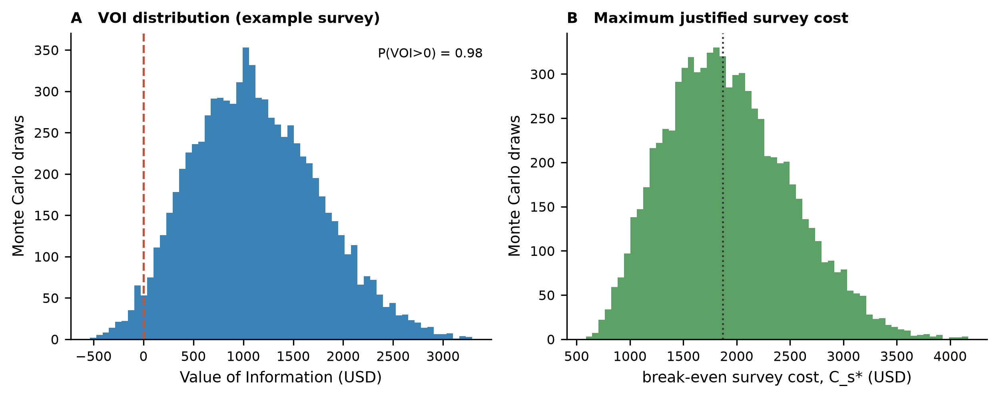 A VOI distribution (example survey)
P(VOI>0) = 0.98
Monte Carlo draws
350
300
250
200
150
100
50
0
−500 0 500 1000 1500 2000 2500 3000
Value of Information (USD)
B Maximum justified survey cost
Monte Carlo draws
300
250
200
150
100
50
0
500 1000 1500 2000 2500 3000 3500 4000
break-even survey cost, C_s* (USD)